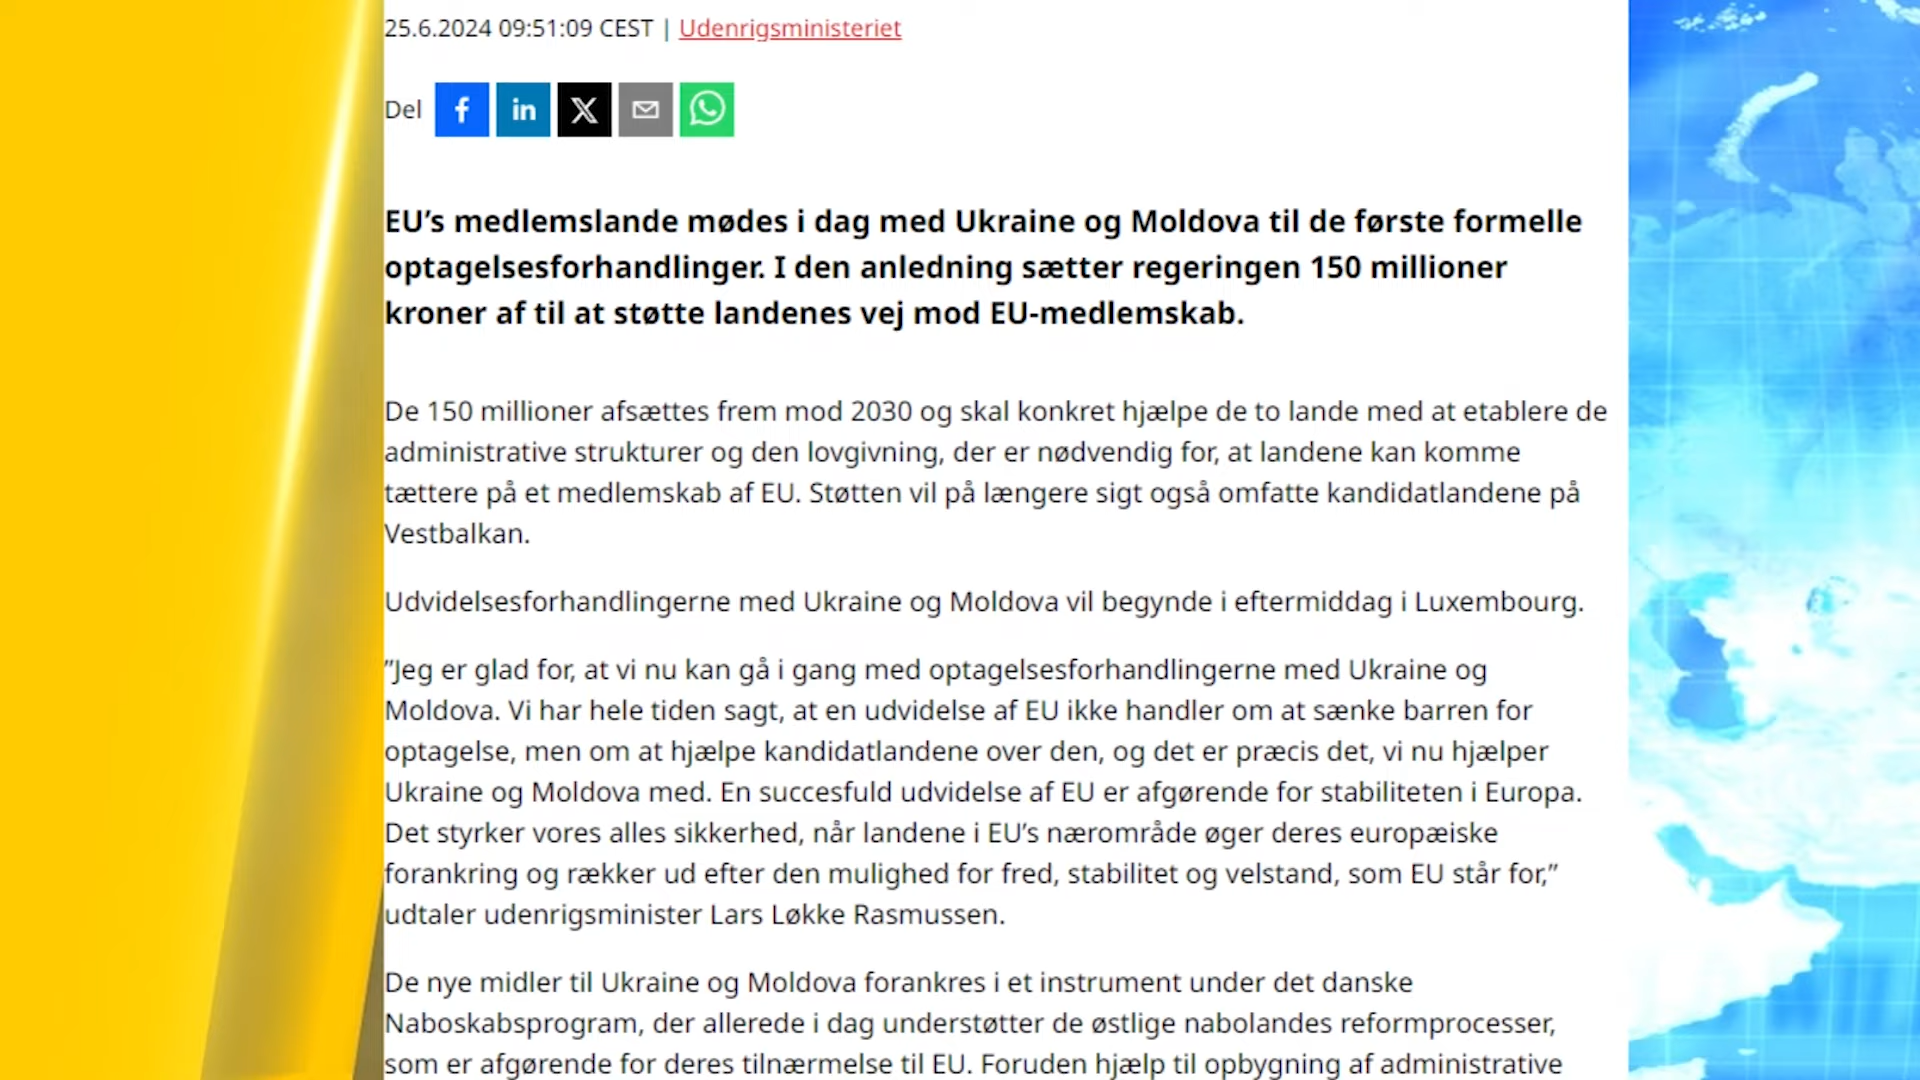 25.6.2024 09:51:09 CEST | Udenrigsministeriet
Del
EU’s medlemslande mødes i dag med Ukraine og Moldova til de første formelle
optagelsesforhandlinger. I den anledning sætter regeringen 150 millioner
kroner af til at støtte landenes vej mod EU-medlemskab.
De 150 millioner afsættes frem mod 2030 og skal konkret hjælpe de to lande med at etablere de
administrative strukturer og den lovgivning, der er nødvendig for, at landene kan komme
tættere på et medlemskab af EU. Støtten vil på længere sigt også omfatte kandidatlandene på
Vestbalkan.
Udvidelsesforhandlingerne med Ukraine og Moldova vil begynde i eftermiddag i Luxembourg.
”Jeg er glad for, at vi nu kan gå i gang med optagelsesforhandlingerne med Ukraine og
Moldova. Vi har hele tiden sagt, at en udvidelse af EU ikke handler om at sænke barren for
optagelse, men om at hjælpe kandidatlandene over den, og det er præcis det, vi nu hjælper
Ukraine og Moldova med. En succesfuld udvidelse af EU er afgørende for stabiliteten i Europa.
Det styrker vores alles sikkerhed, når landene i EU’s nærområde øger deres europæiske
forankring og rækker ud efter den mulighed for fred, stabilitet og velstand, som EU står for,”
udtaler udenrigsminister Lars Løkke Rasmussen.
De nye midler til Ukraine og Moldova forankres i et instrument under det danske
Naboskabsprogram, der allerede i dag understøtter de østlige nabolandes reformprocesser,
som er afgørende for deres tilnærmelse til EU. Foruden hjælp til opbygning af administrative